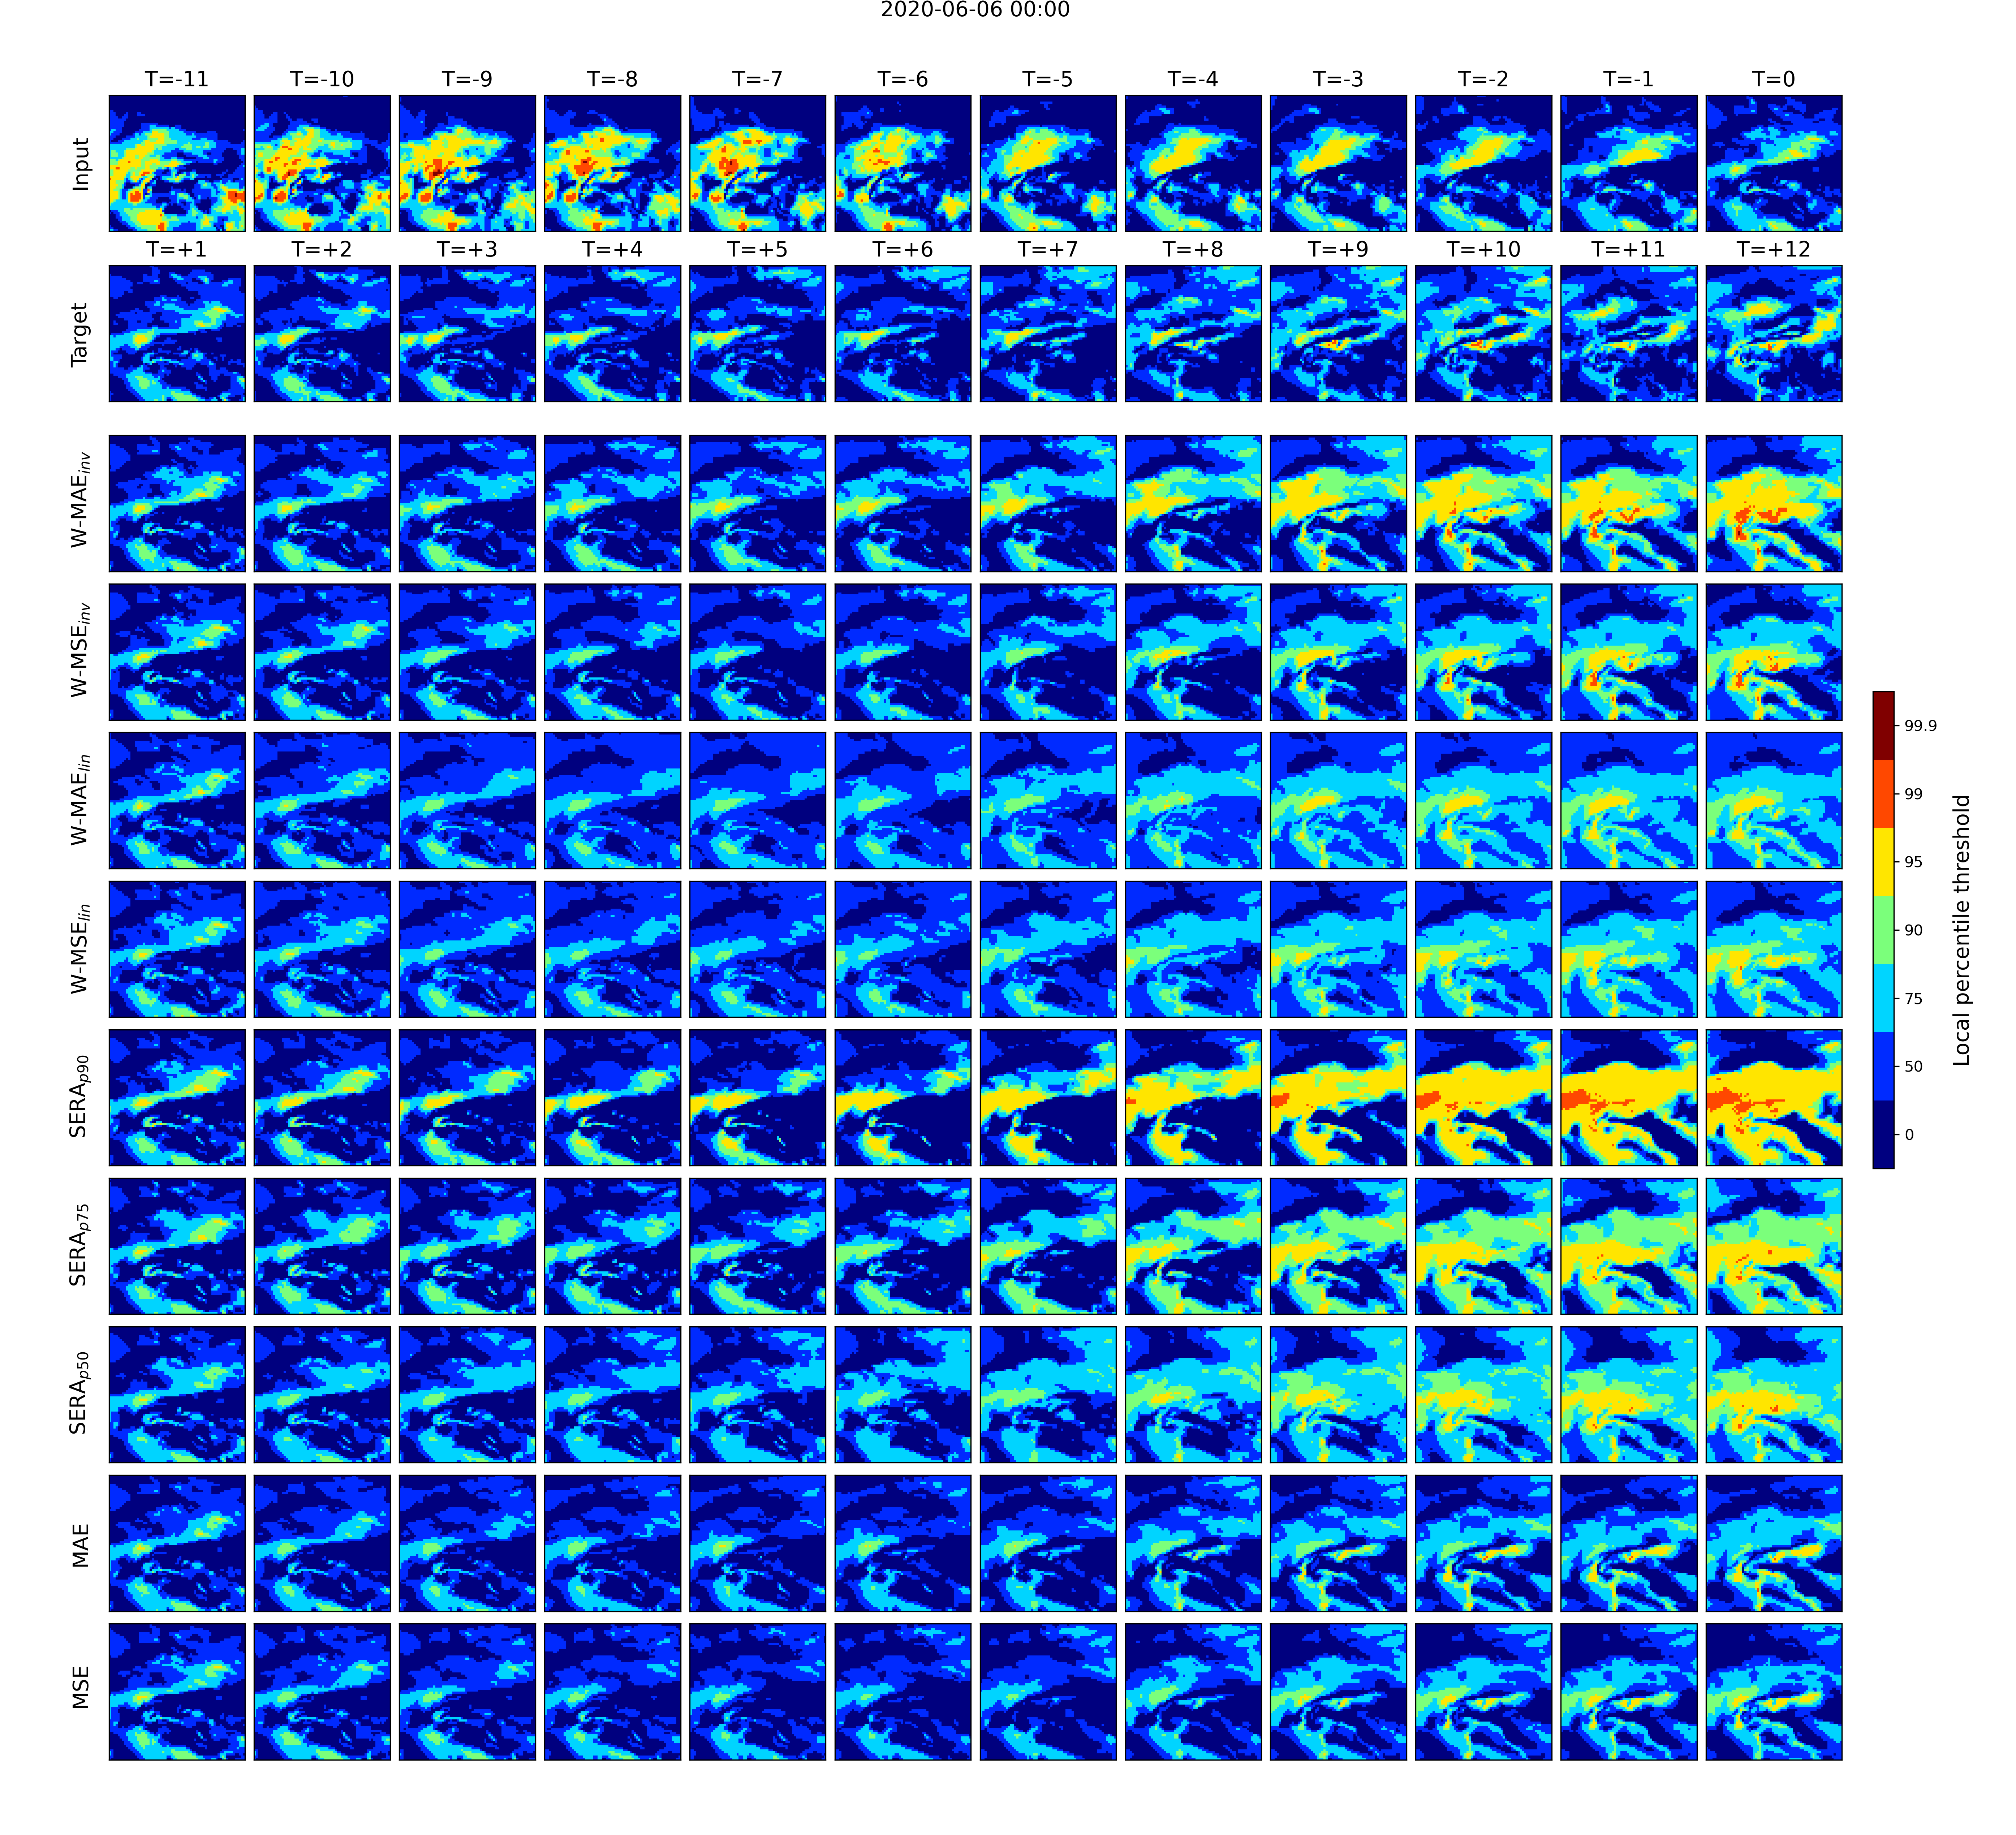 2020-06-06 00:00
T=-11 T=-10 T=-9 T=-8 T=-7 T=-6 T=-5 T=-4 T=-3 T=-2 T=-1 T=0
Input
T=+1 T=+2 T=+3 T=+4 T=+5 T=+6 T=+7 T=+8 T=+9 T=+10 T=+11 T=+12
Target
W-MAEinv
W-MSEinv
W-MAElin
W-MSElin
SERAp90
SERAp75
SERAp50
MAE
MSE
99.9
99
95
90
75
50
0
Local percentile threshold